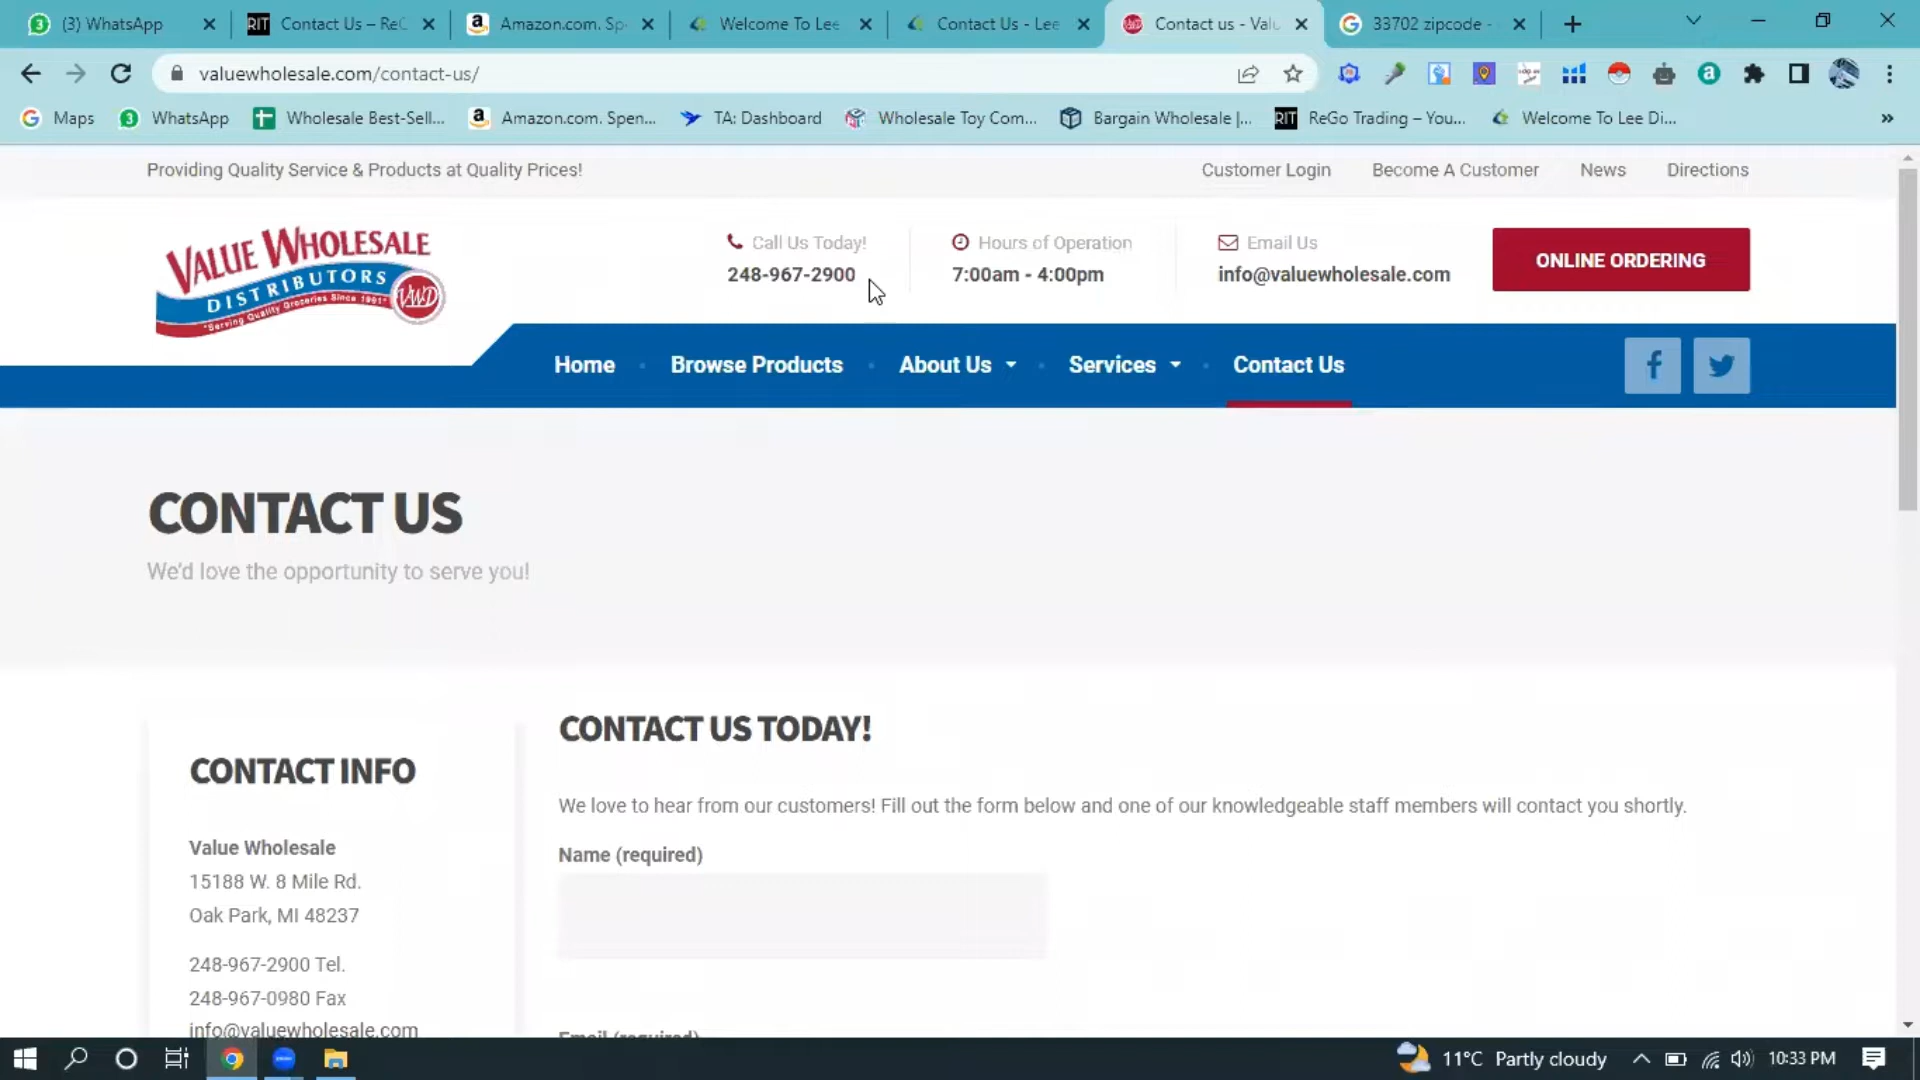 (3) WhatsApp
Contact Us – ReG
Amazon.com. Sp
Welcome To Lee
Contact Us - Lee
Contact us - Valu
33702 zipcode -
valuewholesale.com/contact-us/
Maps
WhatsApp
Wholesale Best-Sell...
Amazon.com. Spen...
TA: Dashboard
Wholesale Toy Com...
Bargain Wholesale |...
ReGo Trading – You...
Welcome To Lee Di...
Providing Quality Service & Products at Quality Prices!
Customer Login
Become A Customer
News
Directions
VALUE WHOLESALE
DISTRIBUTORS
"Serving Quality Groceries Since 1991"
VWD
Call Us Today!
248-967-2900
Hours of Operation
7:00am - 4:00pm
Email Us
info@valuewholesale.com
ONLINE ORDERING
Home
Browse Products
About Us
Services
Contact Us
CONTACT US
We'd love the opportunity to serve you!
CONTACT INFO
Value Wholesale
15188 W. 8 Mile Rd.
Oak Park, MI 48237
248-967-2900 Tel.
248-967-0980 Fax
info@valuewholesale.com
CONTACT US TODAY!
We love to hear from our customers! Fill out the form below and one of our knowledgeable staff members will contact you shortly.
Name (required)
Email (required)
11°C Partly cloudy
10:33 PM